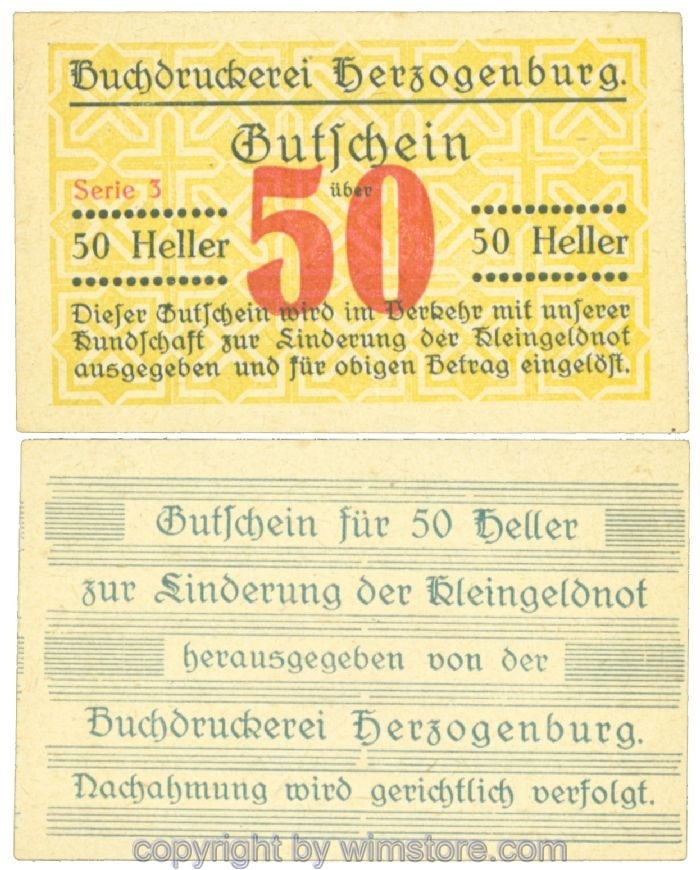 Buchdruckerei Herzogenburg.
Gutschein
über
Serie 3
50
50 Heller
50 Heller
Dieser Gutschein wird im Verkehr mit unserer
Kundschaft zur Linderung der Kleingeldnot
ausgegeben und für obigen Betrag eingelöst.
Gutschein für 50 Heller
zur Linderung der Kleingeldnot
herausgegeben von der
Buchdruckerei Herzogenburg.
Nachahmung wird gerichtlich verfolgt.
copyright by wimstore.com